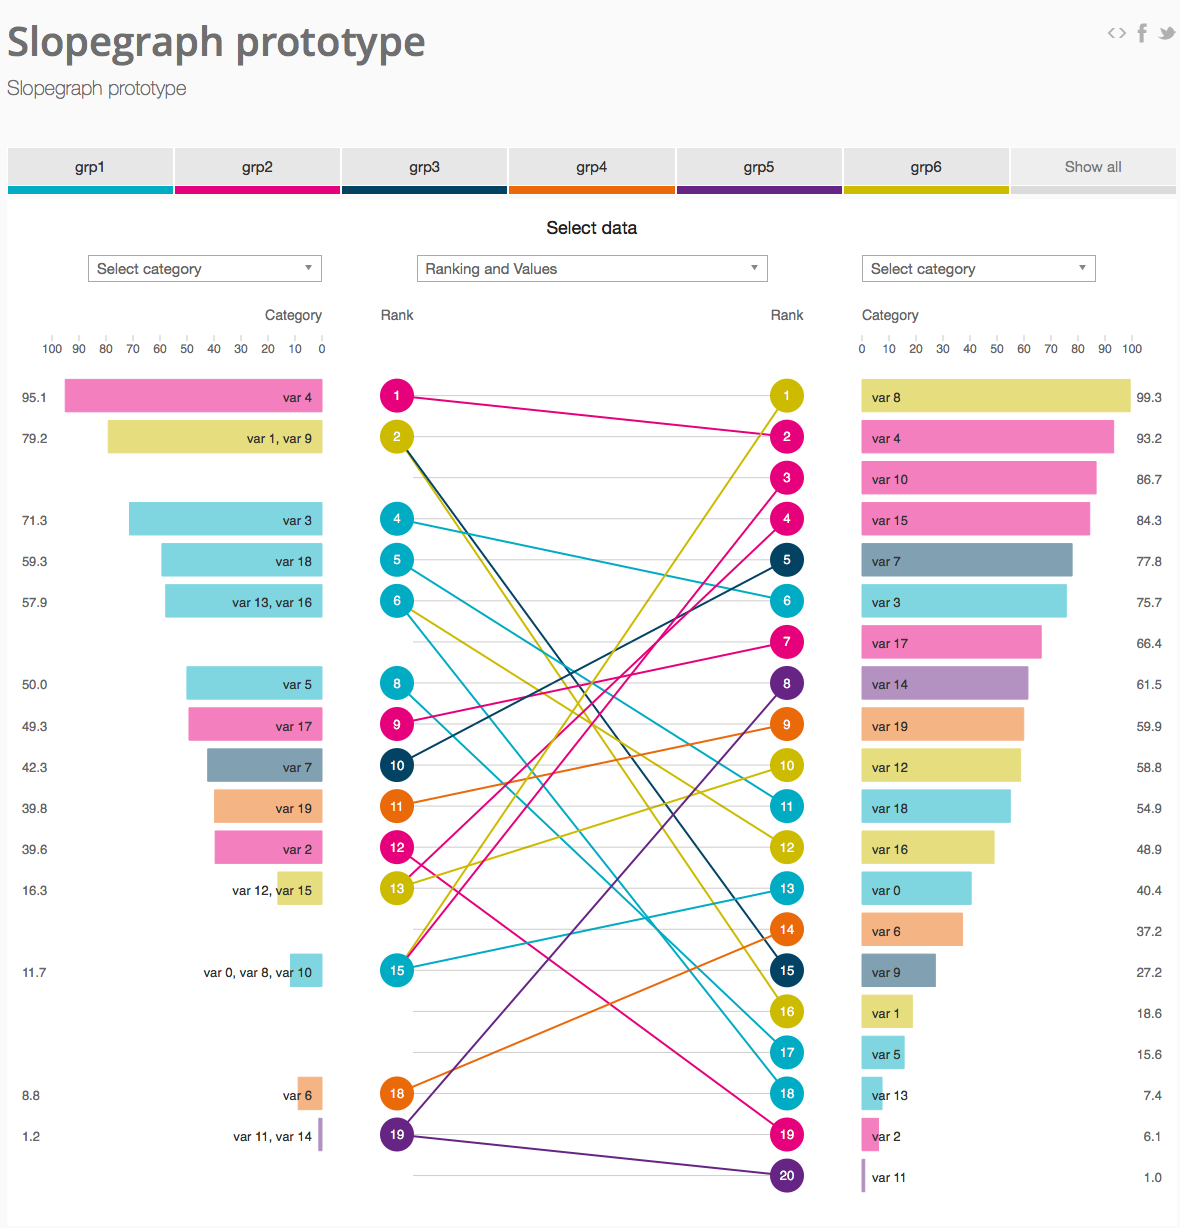 Slopegraph prototype
Slopegraph prototype
grp1 grp2 grp3 grp4 grp5 grp6 Show all
Select data
Select category Ranking and Values Select category
Category Rank Rank Category
100 90 80 70 60 50 40 30 20 10 0 0 10 20 30 40 50 60 70 80 90 100
95.1 var 4 1 1 var 8 99.3
79.2 var 1, var 9 2 2 var 4 93.2
3 var 10 86.7
71.3 var 3 4 4 var 15 84.3
59.3 var 18 5 5 var 7 77.8
57.9 var 13, var 16 6 6 var 3 75.7
7 var 17 66.4
50.0 var 5 8 8 var 14 61.5
49.3 var 17 9 9 var 19 59.9
42.3 var 7 10 10 var 12 58.8
39.8 var 19 11 11 var 18 54.9
39.6 var 2 12 12 var 16 48.9
16.3 var 12, var 15 13 13 var 0 40.4
14 var 6 37.2
11.7 var 0, var 8, var 10 15 15 var 9 27.2
16 var 1 18.6
17 var 5 15.6
8.8 var 6 18 18 var 13 7.4
1.2 var 11, var 14 19 19 var 2 6.1
20 var 11 1.0